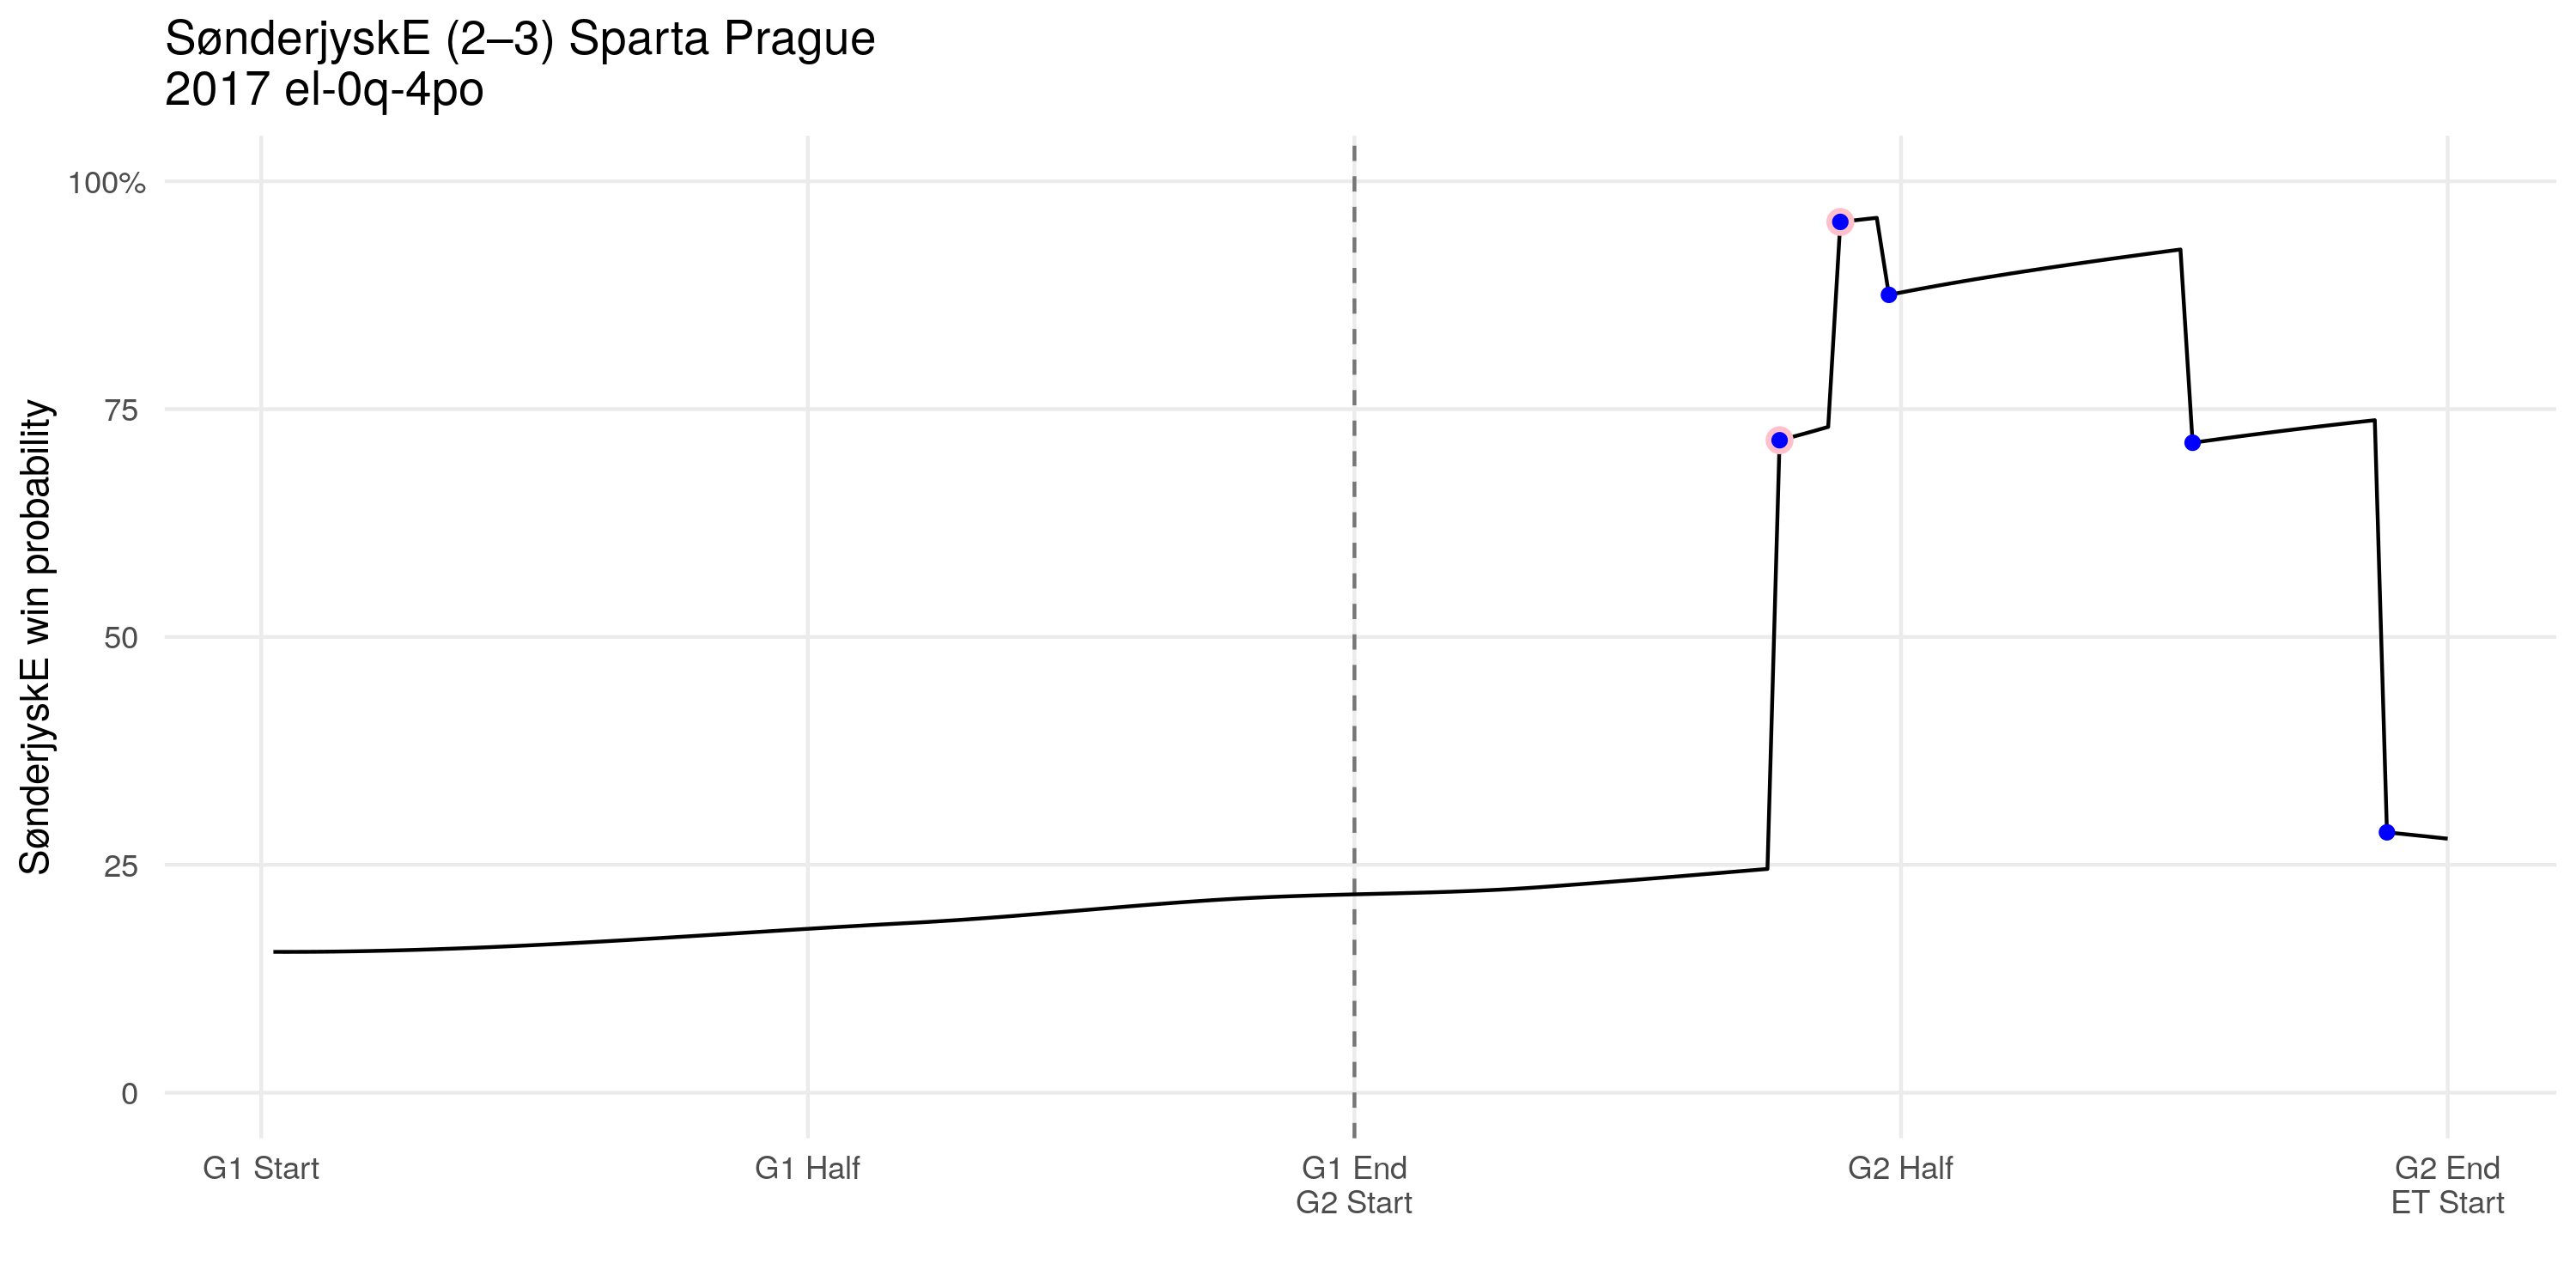 SønderjyskE (2–3) Sparta Prague
2017 el-0q-4po
SønderjyskE win probability
100%
75
50
25
0
G1 Start
G1 Half
G1 End
G2 Start
G2 Half
G2 End
ET Start